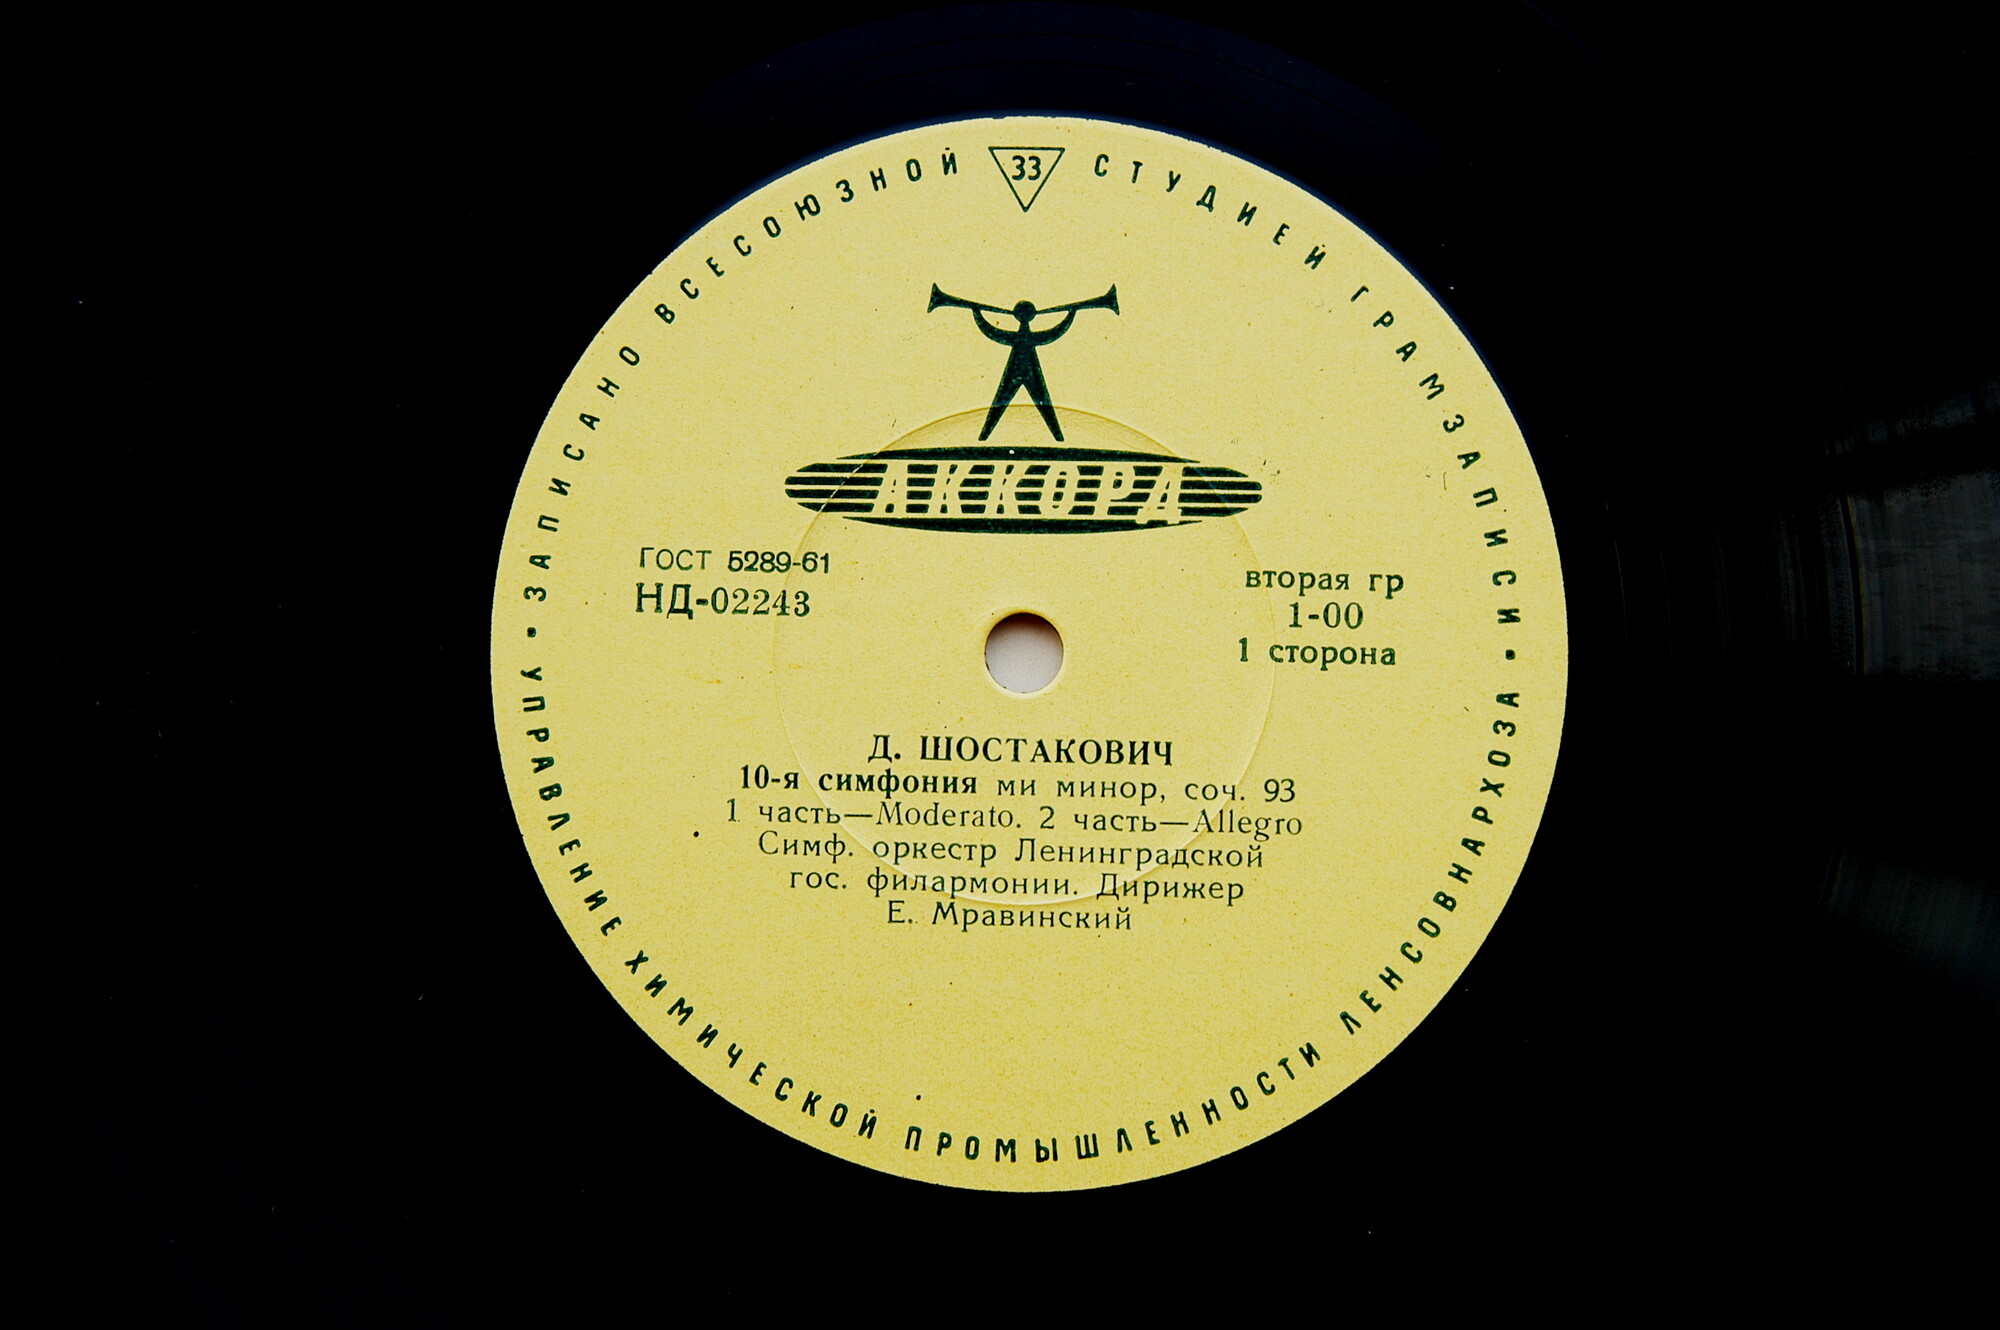 ЗАПИСАНО ВСЕСОЮЗНОЙ 33 СТУДИЕЙ ГРАМЗАПИСИ
АККОРД
ГОСТ 5289-61
НД-02243
вторая гр
1-00
1 сторона
Д. ШОСТАКОВИЧ
10-я симфония ми минор, соч. 93
1 часть—Moderato. 2 часть—Allegro
Симф. оркестр Ленинградской
гос. филармонии. Дирижер
Е. Мравинский
УПРАВЛЕНИЕ ХИМИЧЕСКОЙ ПРОМЫШЛЕННОСТИ ЛЕНСОВНАРХОЗА